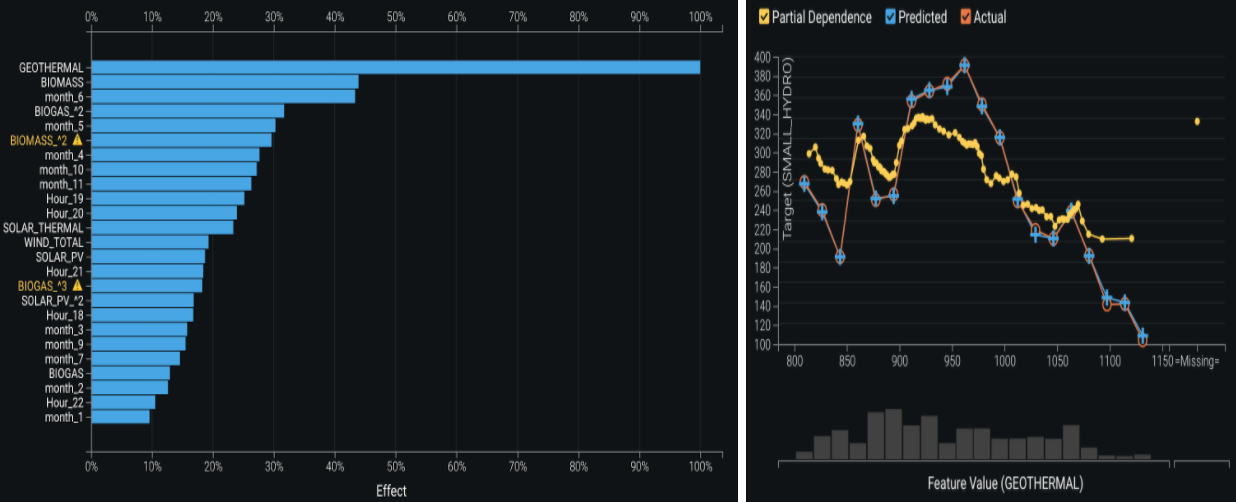 0% 10% 20% 30% 40% 50% 60% 70% 80% 90% 100%
GEOTHERMAL
BIOMASS
month_6
BIOGAS_^2
month_5
BIOMASS_^2
month_4
month_10
month_11
Hour_19
Hour_20
SOLAR_THERMAL
WIND_TOTAL
SOLAR_PV
Hour_21
BIOGAS_^3
SOLAR_PV_^2
Hour_18
month_3
month_9
month_7
BIOGAS
month_2
Hour_22
month_1
0% 10% 20% 30% 40% 50% 60% 70% 80% 90% 100%
Effect
Partial Dependence Predicted Actual
Target (SMALL_HYDRO)
400
380
360
340
320
300
280
260
240
220
200
180
160
140
120
100
800 850 900 950 1000 1050 1100 1150 =Missing=
Feature Value (GEOTHERMAL)